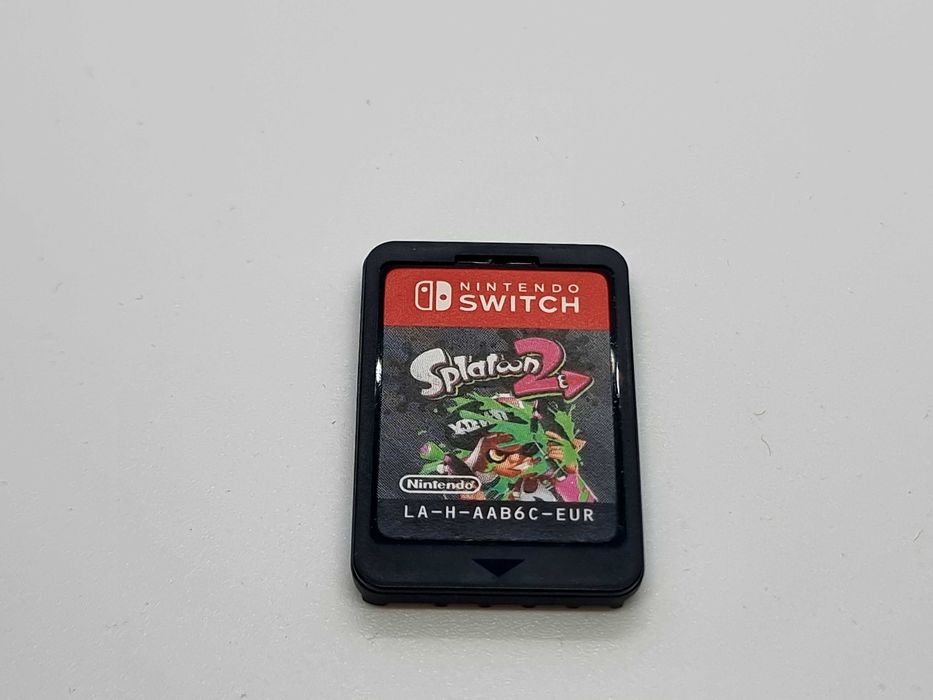 NINTENDO
SWITCH
Splatoon 2
Nintendo
LA-H-AAB6C-EUR